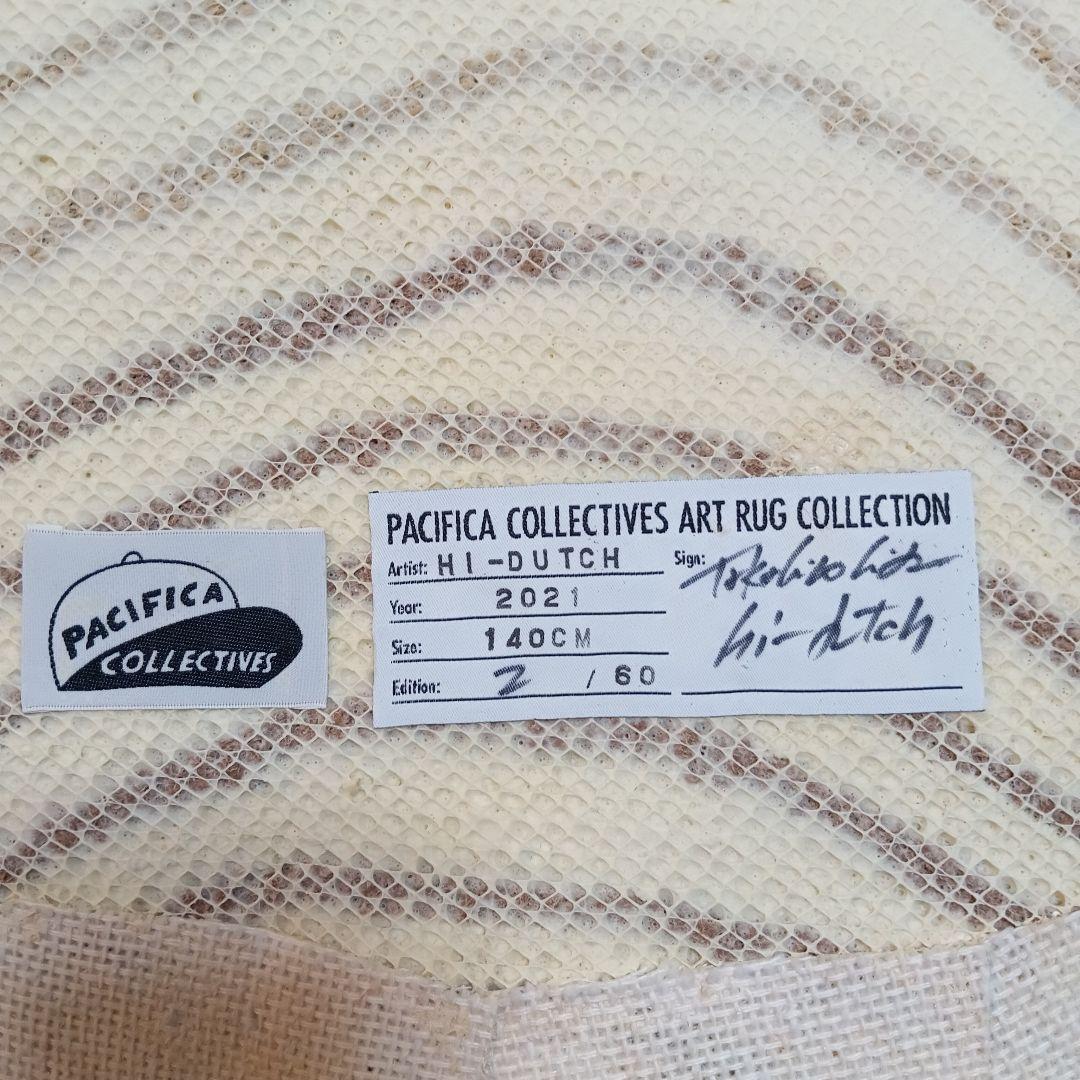 PACIFICA
COLLECTIVES
PACIFICA COLLECTIVES ART RUG COLLECTION
Artist: HI-DUTCH
Year: 2021
Size: 140CM
Edition: 2 / 60
Sign:
hi-dutch